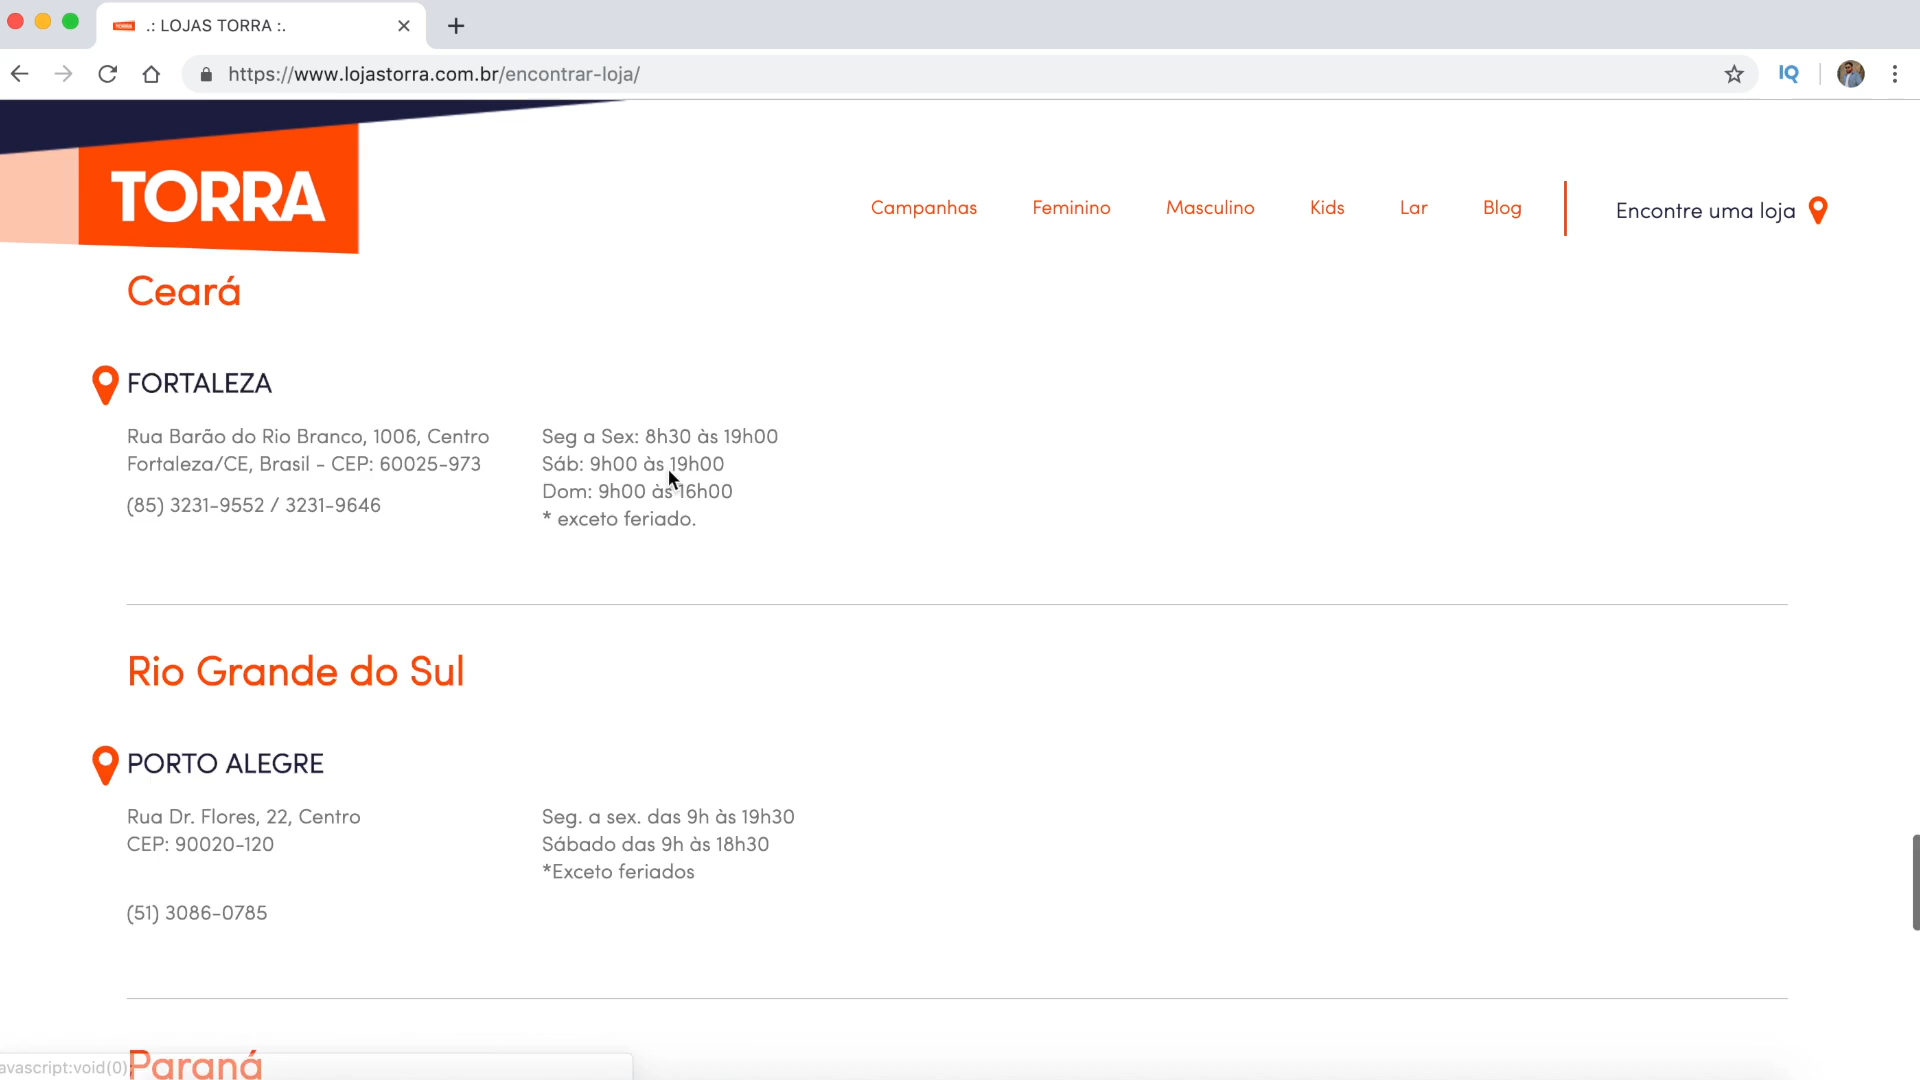 .: LOJAS TORRA :.
https://www.lojastorra.com.br/encontrar-loja/
IQ
TORRA
Campanhas
Feminino
Masculino
Kids
Lar
Blog
Encontre uma loja
Ceará
FORTALEZA
Rua Barão do Rio Branco, 1006, Centro
Fortaleza/CE, Brasil - CEP: 60025-973
(85) 3231-9552 / 3231-9646
Seg a Sex: 8h30 às 19h00
Sáb: 9h00 às 19h00
Dom: 9h00 às 16h00
* exceto feriado.
Rio Grande do Sul
PORTO ALEGRE
Rua Dr. Flores, 22, Centro
CEP: 90020-120
(51) 3086-0785
Seg. a sex. das 9h às 19h30
Sábado das 9h às 18h30
*Exceto feriados
Paraná
avascript:void(0)